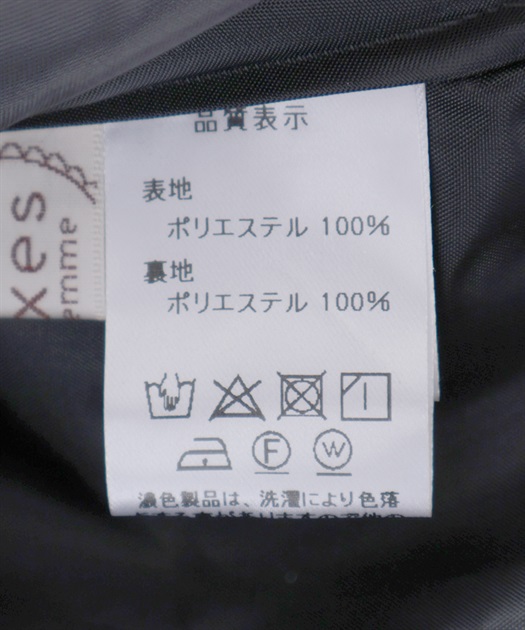 品質表示
表地
ポリエステル 100%
裏地
ポリエステル 100%
F
W
濃色製品は、洗濯により色落
xes
emme